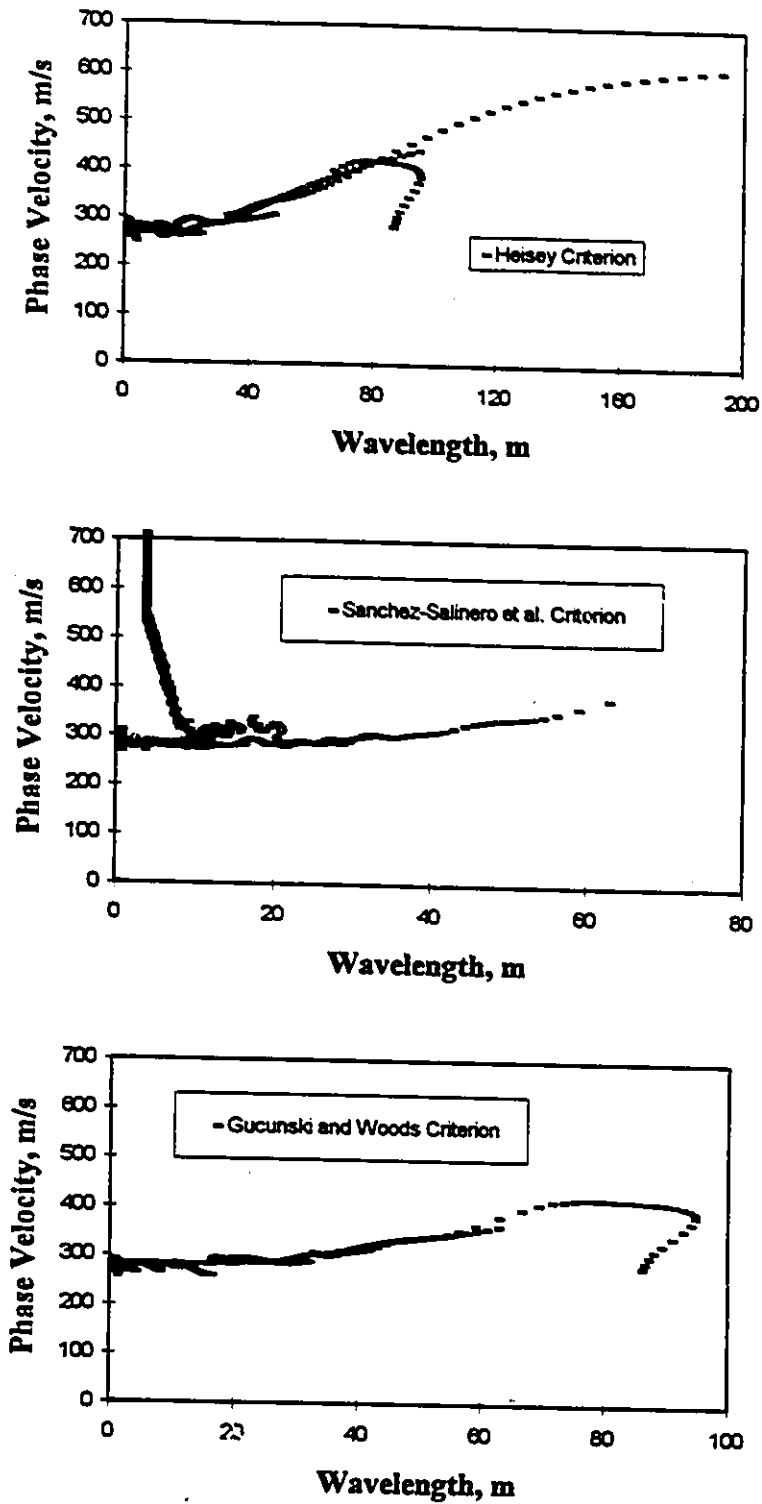 Phase Velocity, m/s
700
600
500
400
300
200
100
0
- Heisey Criterion
0 40 80 120 160 200
Wavelength, m
Phase Velocity, m/s
700
600
500
400
300
200
100
0
- Sanchez-Salinero et al. Criterion
0 20 40 60 80
Wavelength, m
Phase Velocity, m/s
700
600
500
400
300
200
100
0
- Gucunski and Woods Criterion
0 20 40 60 80 100
Wavelength, m